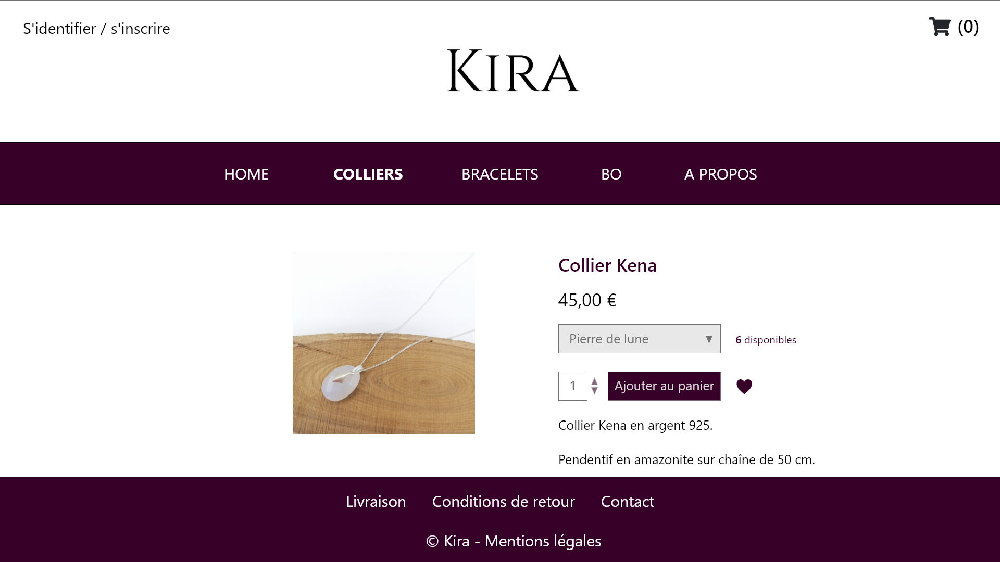 S'identifier / s'inscrire
(0)
KIRA
HOME COLLIERS BRACELETS BO A PROPOS
Collier Kena
45,00 €
Pierre de lune ▼ 6 disponibles
1 Ajouter au panier
Collier Kena en argent 925.
Pendentif en amazonite sur chaîne de 50 cm.
Livraison Conditions de retour Contact
© Kira - Mentions légales